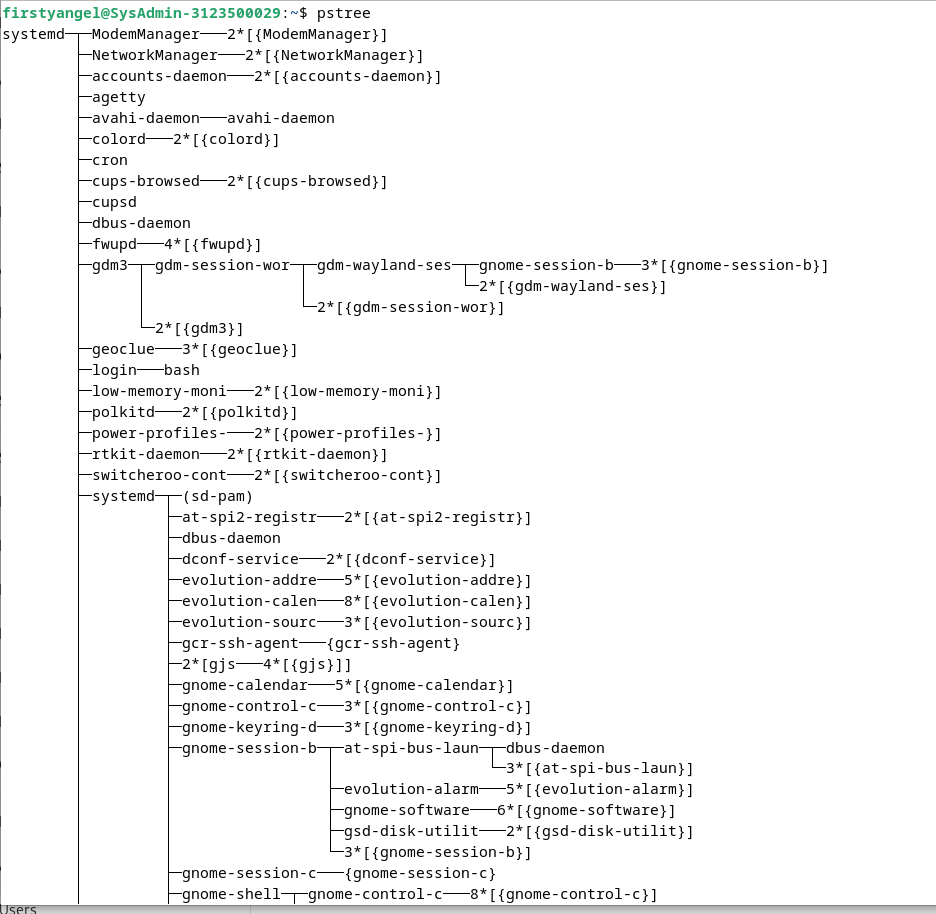 firstyangel@SysAdmin-3123500029:~$ pstree
systemd─┬─ModemManager───2*[{ModemManager}]
        ├─NetworkManager───2*[{NetworkManager}]
        ├─accounts-daemon───2*[{accounts-daemon}]
        ├─agetty
        ├─avahi-daemon───avahi-daemon
        ├─colord───2*[{colord}]
        ├─cron
        ├─cups-browsed───2*[{cups-browsed}]
        ├─cupsd
        ├─dbus-daemon
        ├─fwupd───4*[{fwupd}]
        ├─gdm3─┬─gdm-session-wor─┬─gdm-wayland-ses─┬─gnome-session-b───3*[{gnome-session-b}]
        │      │                 │                 └─2*[{gdm-wayland-ses}]
        │      │                 └─2*[{gdm-session-wor}]
        │      └─2*[{gdm3}]
        ├─geoclue───3*[{geoclue}]
        ├─login───bash
        ├─low-memory-moni───2*[{low-memory-moni}]
        ├─polkitd───2*[{polkitd}]
        ├─power-profiles-───2*[{power-profiles-}]
        ├─rtkit-daemon───2*[{rtkit-daemon}]
        ├─switcheroo-cont───2*[{switcheroo-cont}]
        ├─systemd─┬─(sd-pam)
        │         ├─at-spi2-registr───2*[{at-spi2-registr}]
        │         ├─dbus-daemon
        │         ├─dconf-service───2*[{dconf-service}]
        │         ├─evolution-addre───5*[{evolution-addre}]
        │         ├─evolution-calen───8*[{evolution-calen}]
        │         ├─evolution-sourc───3*[{evolution-sourc}]
        │         ├─gcr-ssh-agent───{gcr-ssh-agent}
        │         ├─2*[gjs───4*[{gjs}]]
        │         ├─gnome-calendar───5*[{gnome-calendar}]
        │         ├─gnome-control-c───3*[{gnome-control-c}]
        │         ├─gnome-keyring-d───3*[{gnome-keyring-d}]
        │         ├─gnome-session-b─┬─at-spi-bus-laun─┬─dbus-daemon
        │         │                 │                 └─3*[{at-spi-bus-laun}]
        │         │                 ├─evolution-alarm───5*[{evolution-alarm}]
        │         │                 ├─gnome-software───6*[{gnome-software}]
        │         │                 ├─gsd-disk-utilit───2*[{gsd-disk-utilit}]
        │         │                 └─3*[{gnome-session-b}]
        │         ├─gnome-session-c───{gnome-session-c}
        │         ├─gnome-shell─┬─gnome-control-c───8*[{gnome-control-c}]
Users